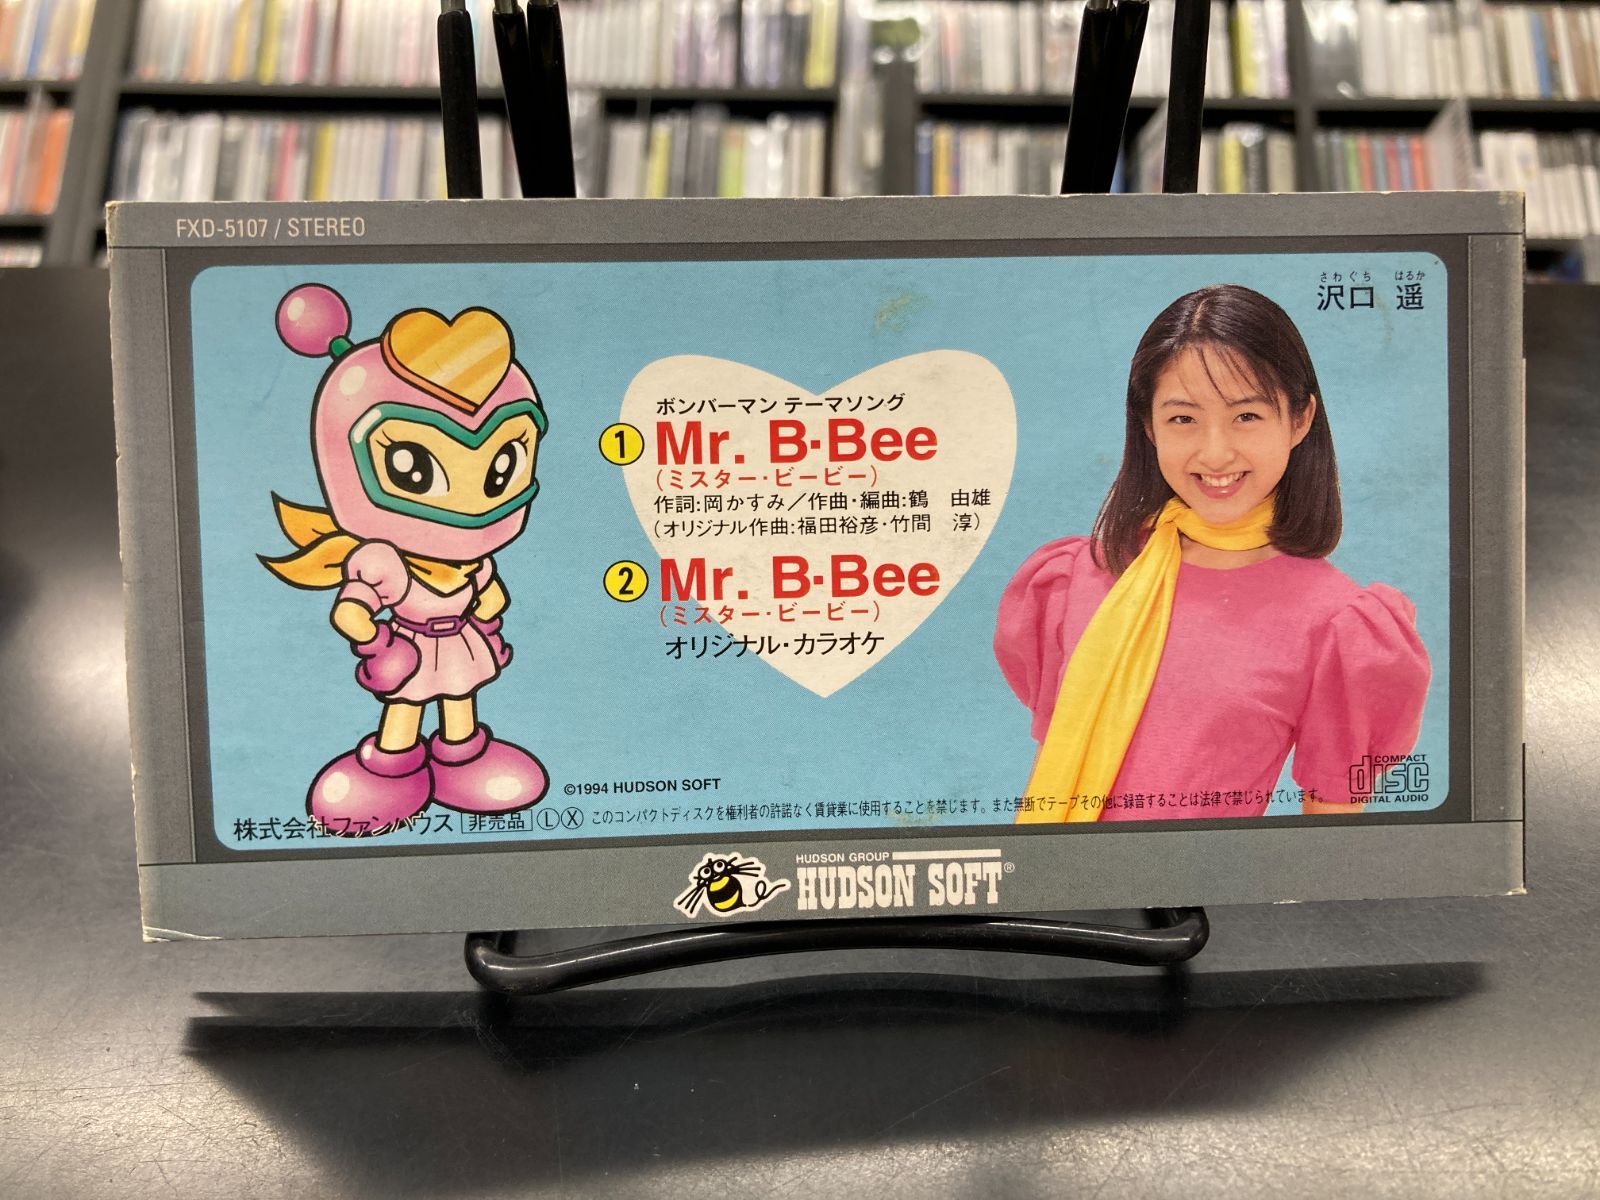 FXD-5107 / STEREO
さわぐち はるか
沢口 遥
ボンバーマン テーマソング
1 Mr. B·Bee
(ミスター・ビービー)
作詞:岡かすみ/作曲・編曲:鶴 由雄
(オリジナル作曲:福田裕彦・竹間 淳)
2 Mr. B·Bee
(ミスター・ビービー)
オリジナル・カラオケ
©1994 HUDSON SOFT
COMPACT
disc
DIGITAL AUDIO
株式会社ファンハウス 非売品 Ⓛ Ⓧ このコンパクトディスクを権利者の許諾なく賃貸業に使用することを禁じます。また無断でテープその他に録音することは法律で禁じられています。
HUDSON GROUP
HUDSON SOFT®